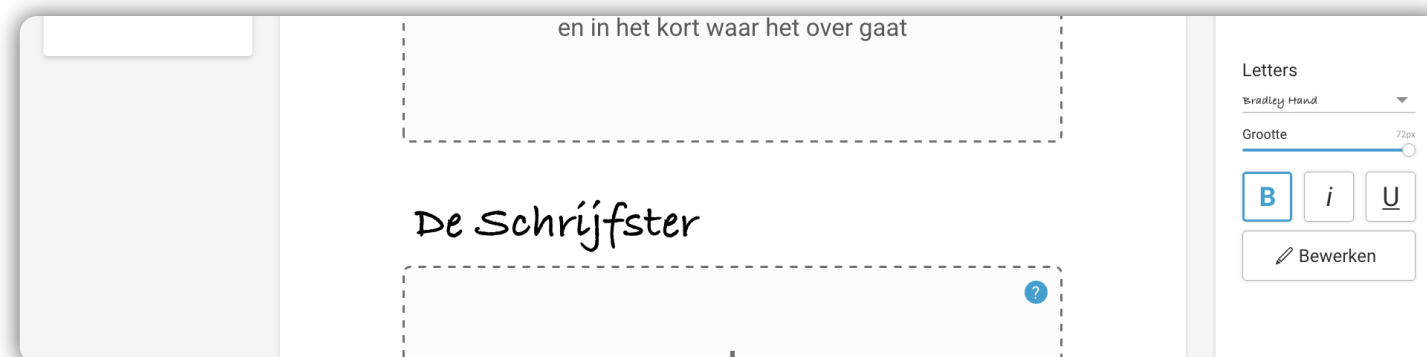 en in het kort waar het over gaat
De Schrijfster
?
Letters
Bradley Hand
Grootte 72px
B i U
Bewerken